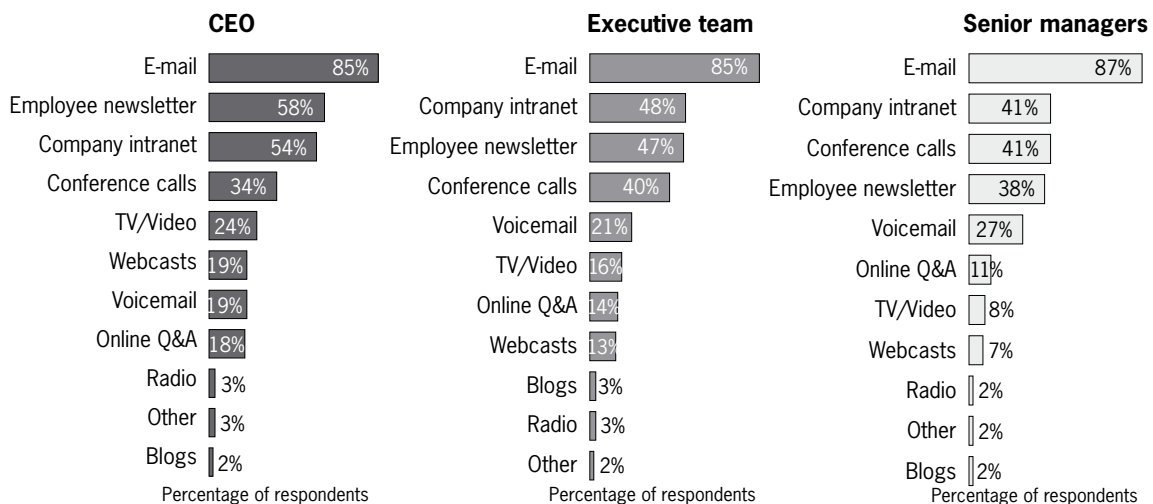 CEO
E-mail 85%
Employee newsletter 58%
Company intranet 54%
Conference calls 34%
TV/Video 24%
Webcasts 19%
Voicemail 19%
Online Q&A 18%
Radio 3%
Other 3%
Blogs 2%
Percentage of respondents
Executive team
E-mail 85%
Company intranet 48%
Employee newsletter 47%
Conference calls 40%
Voicemail 21%
TV/Video 16%
Online Q&A 14%
Webcasts 13%
Blogs 3%
Radio 3%
Other 2%
Percentage of respondents
Senior managers
E-mail 87%
Company intranet 41%
Conference calls 41%
Employee newsletter 38%
Voicemail 27%
Online Q&A 11%
TV/Video 8%
Webcasts 7%
Radio 2%
Other 2%
Blogs 2%
Percentage of respondents